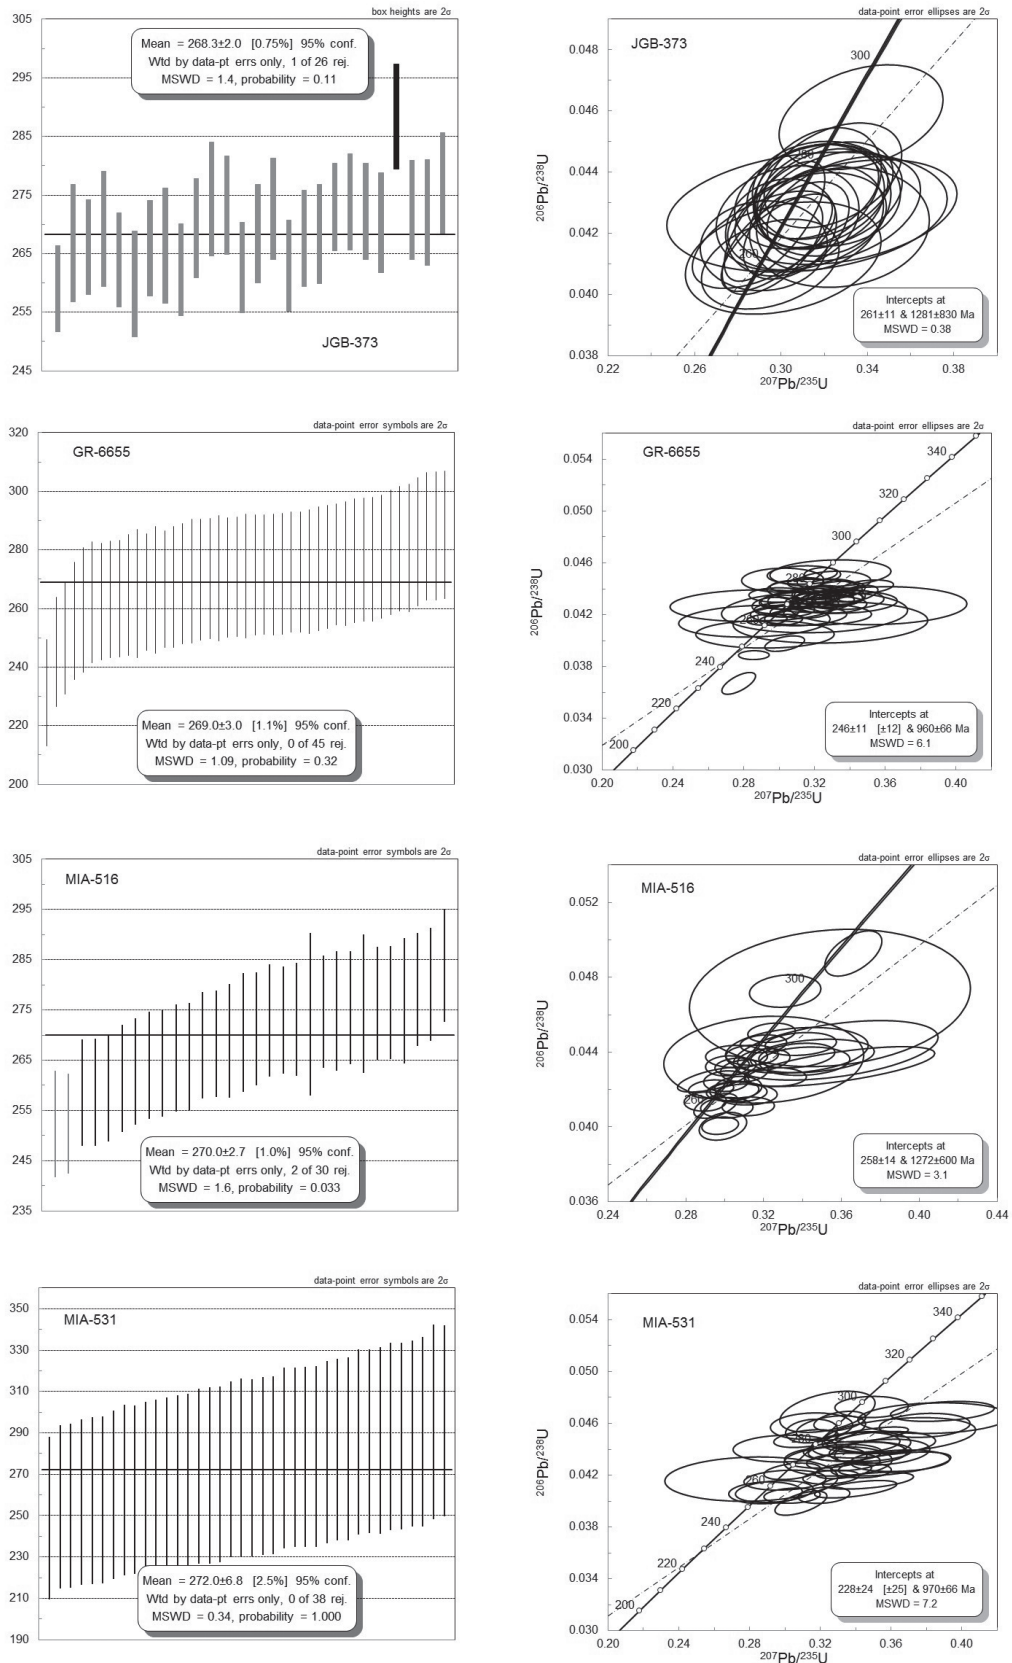 box heights are 2σ
305
295
285
275
265
255
245
Mean = 268.3±2.0 [0.75%] 95% conf.
Wtd by data-pt errs only, 1 of 26 rej.
MSWD = 1.4, probability = 0.11
JGB-373
data-point error ellipses are 2σ
JGB-373
0.048
0.046
0.044
0.042
0.040
0.038
206Pb/238U
300
280
260
Intercepts at
261±11 & 1281±830 Ma
MSWD = 0.38
0.22
0.26
0.30
0.34
0.38
207Pb/235U
data-point error symbols are 2σ
GR-6655
320
300
280
260
240
220
200
Mean = 269.0±3.0 [1.1%] 95% conf.
Wtd by data-pt errs only, 0 of 45 rej.
MSWD = 1.09, probability = 0.32
data-point error ellipses are 2σ
GR-6655
0.054
0.050
0.046
0.042
0.038
0.034
0.030
206Pb/238U
340
320
300
280
260
240
220
200
Intercepts at
246±11 [±12] & 960±66 Ma
MSWD = 6.1
0.20
0.24
0.28
0.32
0.36
0.40
207Pb/235U
data-point error symbols are 2σ
MIA-516
305
295
285
275
265
255
245
235
Mean = 270.0±2.7 [1.0%] 95% conf.
Wtd by data-pt errs only, 2 of 30 rej.
MSWD = 1.6, probability = 0.033
data-point error ellipses are 2σ
MIA-516
0.052
0.048
0.044
0.040
0.036
206Pb/238U
300
260
Intercepts at
258±14 & 1272±600 Ma
MSWD = 3.1
0.24
0.28
0.32
0.36
0.40
0.44
207Pb/235U
data-point error symbols are 2σ
MIA-531
350
330
310
290
270
250
230
210
190
Mean = 272.0±6.8 [2.5%] 95% conf.
Wtd by data-pt errs only, 0 of 38 rej.
MSWD = 0.34, probability = 1.000
data-point error ellipses are 2σ
MIA-531
0.054
0.050
0.046
0.042
0.038
0.034
0.030
206Pb/238U
340
320
300
280
260
240
220
200
Intercepts at
228±24 [±25] & 970±66 Ma
MSWD = 7.2
0.20
0.24
0.28
0.32
0.36
0.40
207Pb/235U